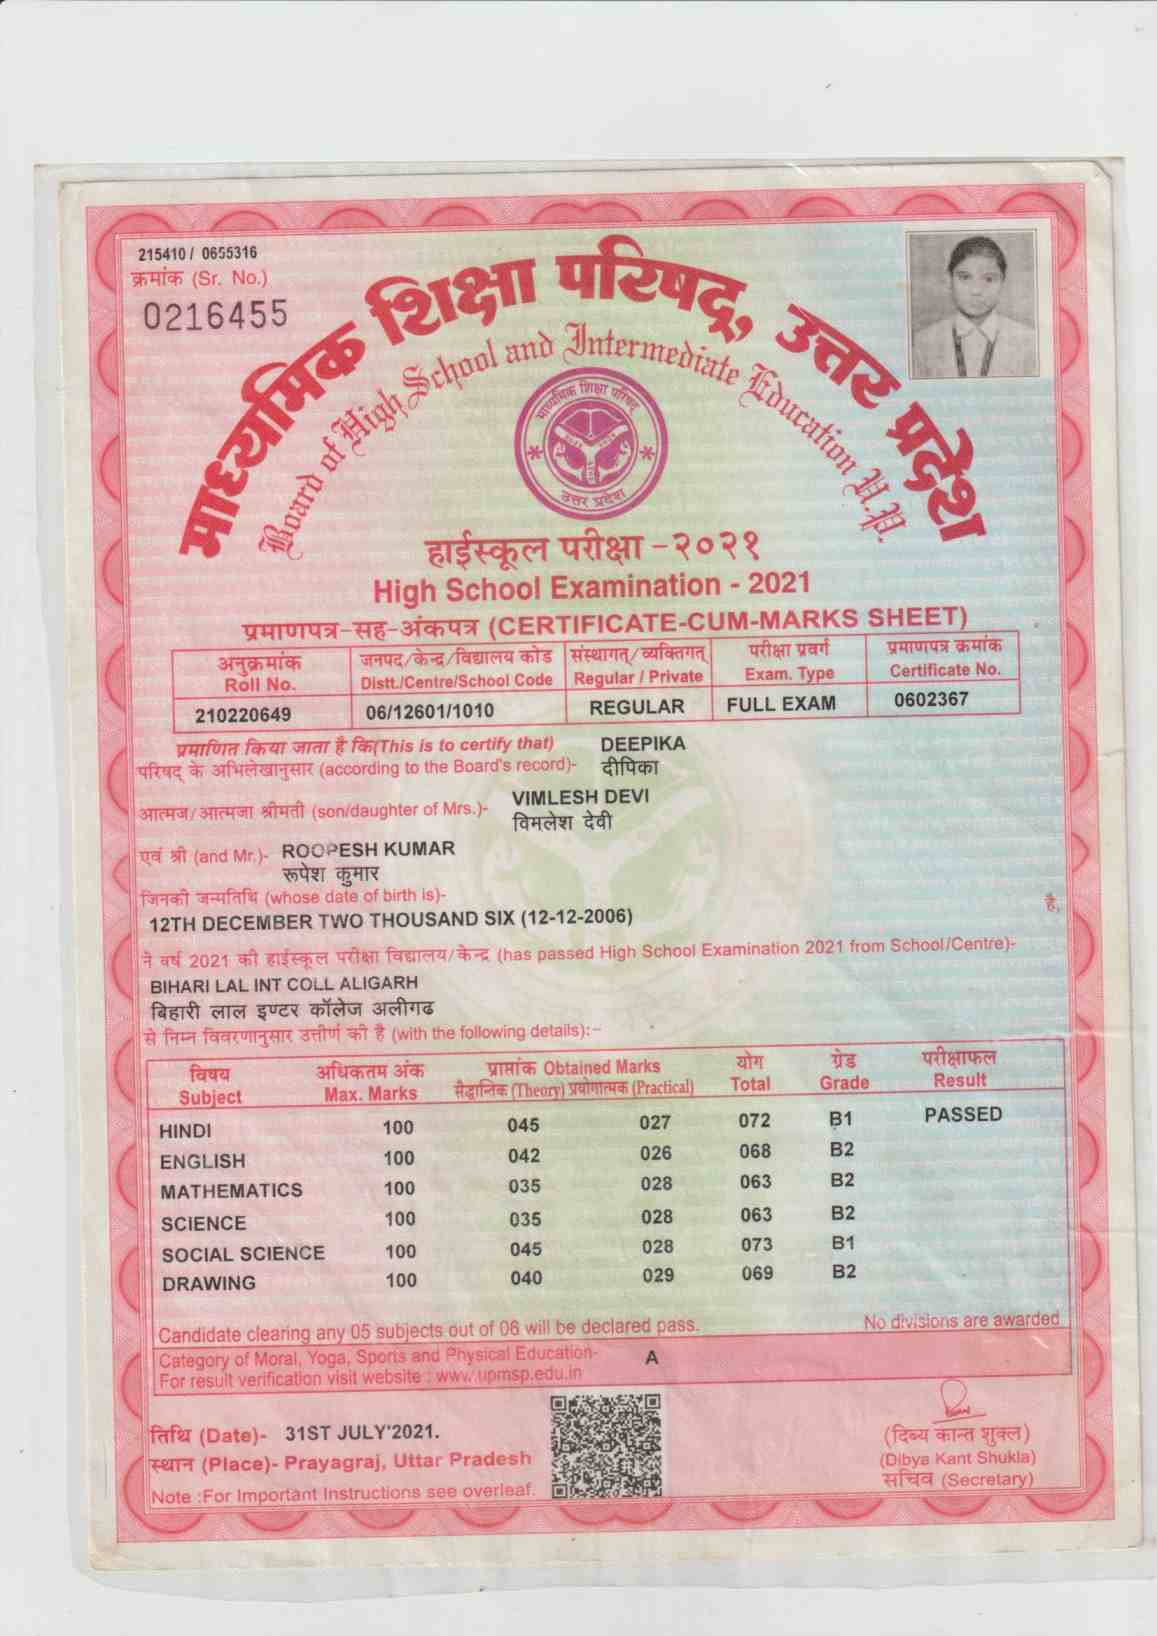 215410 / 0655316
क्रमांक (Sr. No.)
0216455
माध्यमिक शिक्षा परिषद्, उत्तर प्रदेश
Board of High School and Intermediate Education U.P.
माध्यमिक शिक्षा परिषद्
उत्तर प्रदेश
हाईस्कूल परीक्षा -२०२१
High School Examination - 2021
प्रमाणपत्र-सह-अंकपत्र (CERTIFICATE-CUM-MARKS SHEET)
अनुक्रमांक जनपद/केन्द्र/विद्यालय कोड संस्थागत्/व्यक्तिगत् परीक्षा प्रवर्ग प्रमाणपत्र क्रमांक
Roll No. Distt./Centre/School Code Regular / Private Exam. Type Certificate No.
210220649 06/12601/1010 REGULAR FULL EXAM 0602367
प्रमाणित किया जाता है कि(This is to certify that) DEEPIKA
परिषद् के अभिलेखानुसार (according to the Board's record)- दीपिका
आत्मज/आत्मजा श्रीमती (son/daughter of Mrs.)- VIMLESH DEVI
विमलेश देवी
एवं श्री (and Mr.)- ROOPESH KUMAR
रूपेश कुमार
जिनकी जन्मतिथि (whose date of birth is)-
12TH DECEMBER TWO THOUSAND SIX (12-12-2006) है,
ने वर्ष 2021 की हाईस्कूल परीक्षा विद्यालय/केन्द्र (has passed High School Examination 2021 from School/Centre)-
BIHARI LAL INT COLL ALIGARH
बिहारी लाल इण्टर कॉलेज अलीगढ
से निम्न विवरणानुसार उत्तीर्ण की है (with the following details):-
विषय अधिकतम अंक प्राप्तांक Obtained Marks योग ग्रेड परीक्षाफल
Subject Max. Marks सैद्धान्तिक (Theory) प्रयोगात्मक (Practical) Total Grade Result
HINDI 100 045 027 072 B1 PASSED
ENGLISH 100 042 026 068 B2
MATHEMATICS 100 035 028 063 B2
SCIENCE 100 035 028 063 B2
SOCIAL SCIENCE 100 045 028 073 B1
DRAWING 100 040 029 069 B2
Candidate clearing any 05 subjects out of 06 will be declared pass. No divisions are awarded
Category of Moral, Yoga, Sports and Physical Education- A
For result verification visit website : www.upmsp.edu.in
तिथि (Date)- 31ST JULY'2021.
स्थान (Place)- Prayagraj, Uttar Pradesh
Note :For Important Instructions see overleaf.
(दिब्य कान्त शुक्ल)
(Dibya Kant Shukla)
सचिव (Secretary)